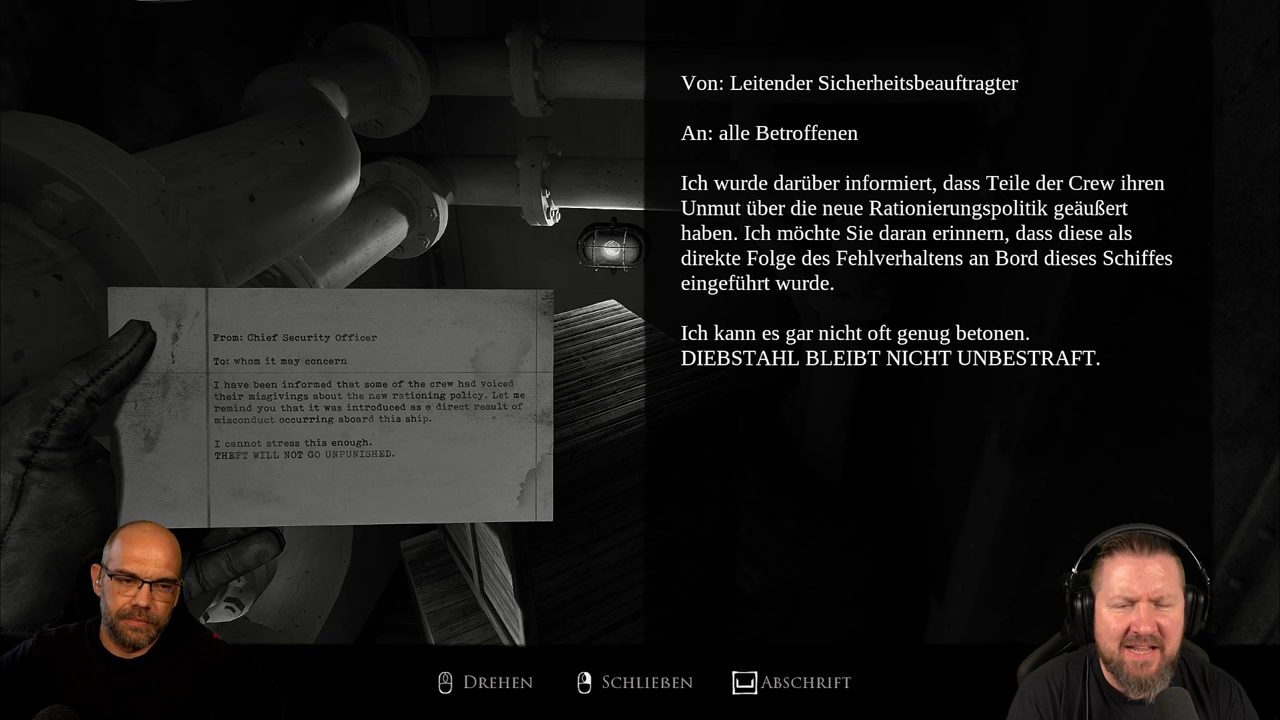 Von: Leitender Sicherheitsbeauftragter
An: alle Betroffenen
Ich wurde darüber informiert, dass Teile der Crew ihren
Unmut über die neue Rationierungspolitik geäußert
haben. Ich möchte Sie daran erinnern, dass diese als
direkte Folge des Fehlverhaltens an Bord dieses Schiffes
eingeführt wurde.
Ich kann es gar nicht oft genug betonen.
DIEBSTAHL BLEIBT NICHT UNBESTRAFT.
From: Chief Security Officer
To: whom it may concern
I have been informed that some of the crew had voiced
their misgivings about the new rationing policy. Let me
remind you that it was introduced as a direct result of
misconduct occurring aboard this ship.
I cannot stress this enough.
THEFT WILL NOT GO UNPUNISHED.
DREHEN
SCHLIEẞEN
ABSCHRIFT